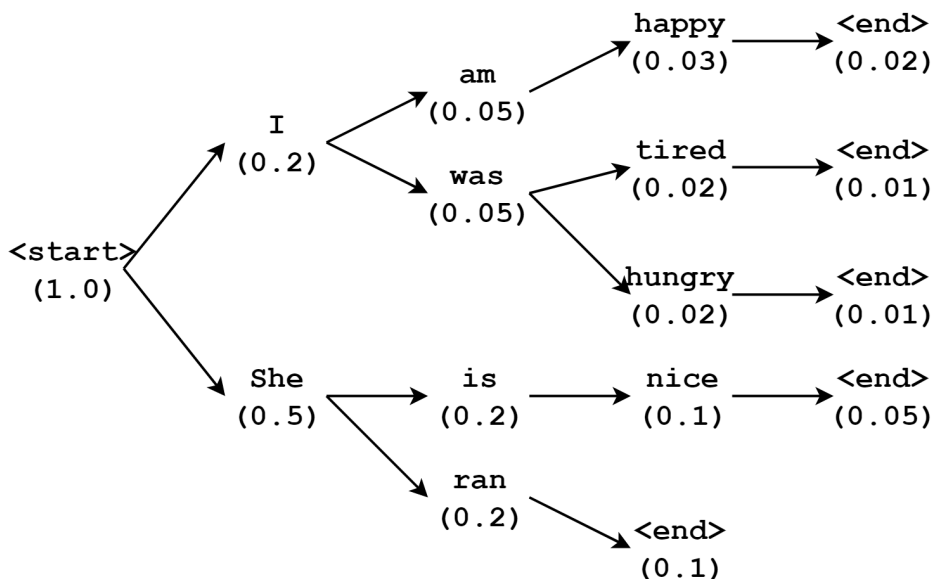 <start>
(1.0)
I
(0.2)
She
(0.5)
am
(0.05)
was
(0.05)
is
(0.2)
ran
(0.2)
happy
(0.03)
tired
(0.02)
hungry
(0.02)
nice
(0.1)
<end>
(0.1)
<end>
(0.02)
<end>
(0.01)
<end>
(0.01)
<end>
(0.05)